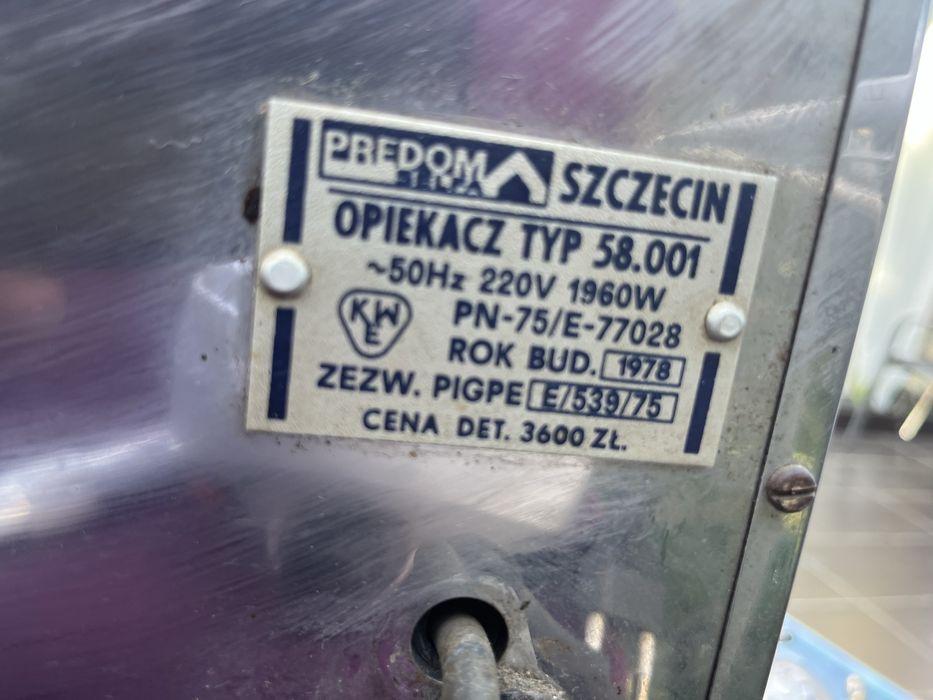 PREDOM SZCZECIN
OPIEKACZ TYP 58.001
~50Hz 220V 1960W
KWE PN-75/E-77028
ROK BUD. 1978
ZEZW. PIGPE E/539/75
CENA DET. 3600 ZŁ.